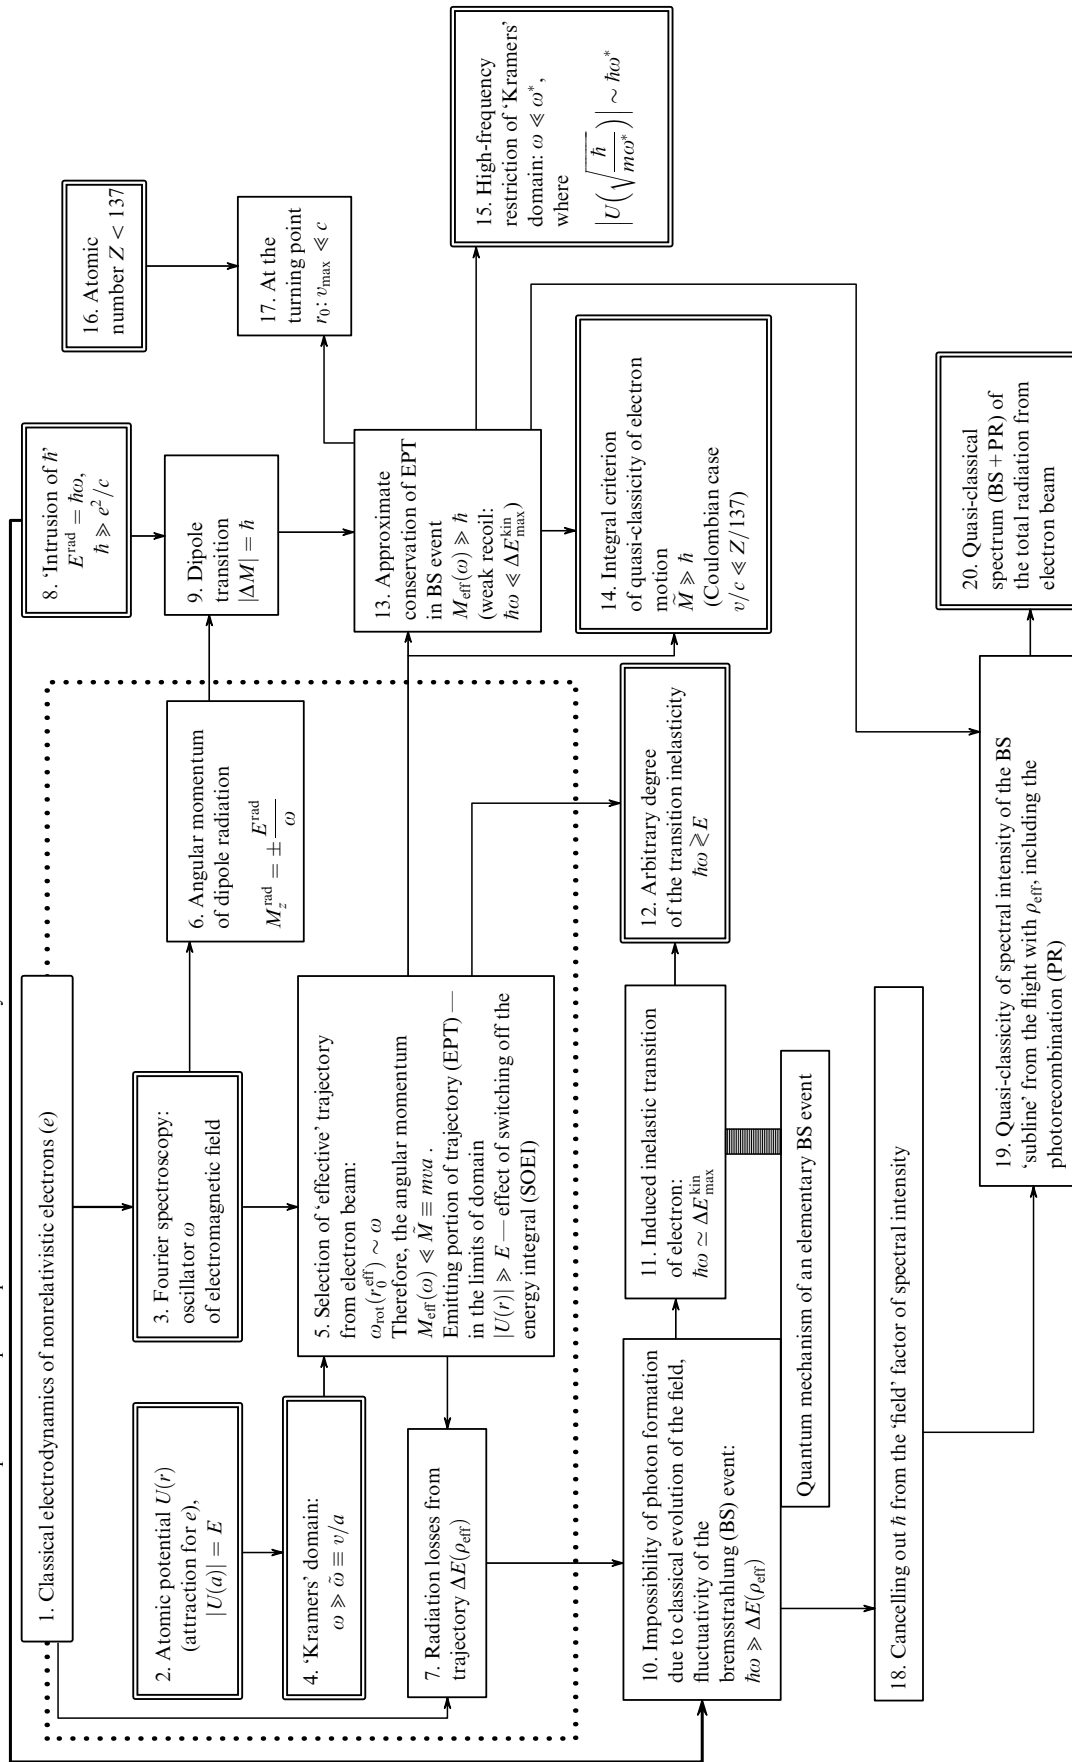 1. Classical electrodynamics of nonrelativistic electrons (e)
2. Atomic potential U(r)
(attraction for e),
|U(a)| = E
3. Fourier spectroscopy:
oscillator ω
of electromagnetic field
4. ‘Kramers’ domain:
ω ≫ ω̃ ≡ v/a
5. Selection of ‘effective’ trajectory
from electron beam:
ω_rot(r_0^eff) ∼ ω
Therefore, the angular momentum
M_eff(ω) ≪ M̃ ≡ mva .
Emitting portion of trajectory (EPT) —
in the limits of domain
|U(r)| ≫ E — effect of switching off the
energy integral (SOEI)
6. Angular momentum
of dipole radiation
M_z^rad = ± E^rad/ω
7. Radiation losses from
trajectory ΔE(ρ_eff)
8. ‘Intrusion of ħ’
E^rad = ħω,
ħ ≫ e²/c
9. Dipole
transition
|ΔM| = ħ
10. Impossibility of photon formation
due to classical evolution of the field,
fluctuativity of the
bremsstrahlung (BS) event:
ħω ≫ ΔE(ρ_eff)
11. Induced inelastic transition
of electron:
ħω ≃ ΔE_max^kin
Quantum mechanism of an elementary BS event
12. Arbitrary degree
of the transition inelasticity
ħω ≷ E
13. Approximate
conservation of EPT
in BS event
M_eff(ω) ≫ ħ
(weak recoil:
ħω ≪ ΔE_max^kin)
14. Integral criterion
of quasi-classicity of electron
motion
M̃ ≫ ħ
(Coulombian case
v/c ≪ Z/137)
15. High-frequency
restriction of ‘Kramers’
domain: ω ≪ ω*,
where
|U(√(ħ/mω*))| ∼ ħω*
16. Atomic
number Z < 137
17. At the
turning point
r_0: v_max ≪ c
18. Cancelling out ħ from the ‘field’ factor of spectral intensity
19. Quasi-classicity of spectral intensity of the BS
‘subline’ from the flight with ρ_eff, including the
photorecombination (PR)
20. Quasi-classical
spectrum (BS + PR) of
the total radiation from
electron beam